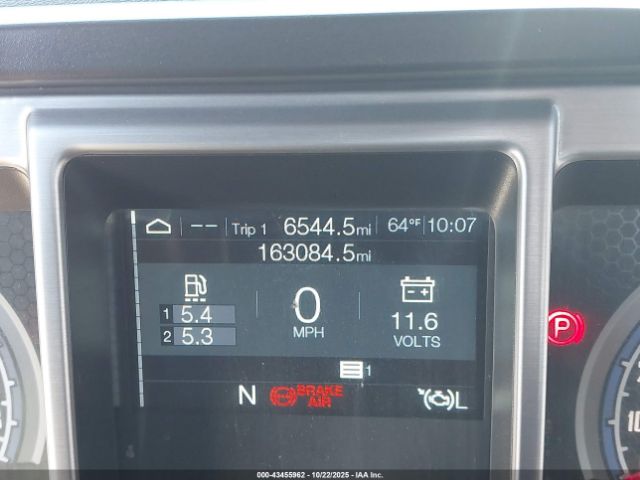 -- Trip 1 6544.5mi 64°F 10:07
163084.5mi
1 5.4
2 5.3
0
MPH
11.6
VOLTS
P
1
N BRAKE AIR L
10
000-43455962 - 10/22/2025 - IAA Inc.